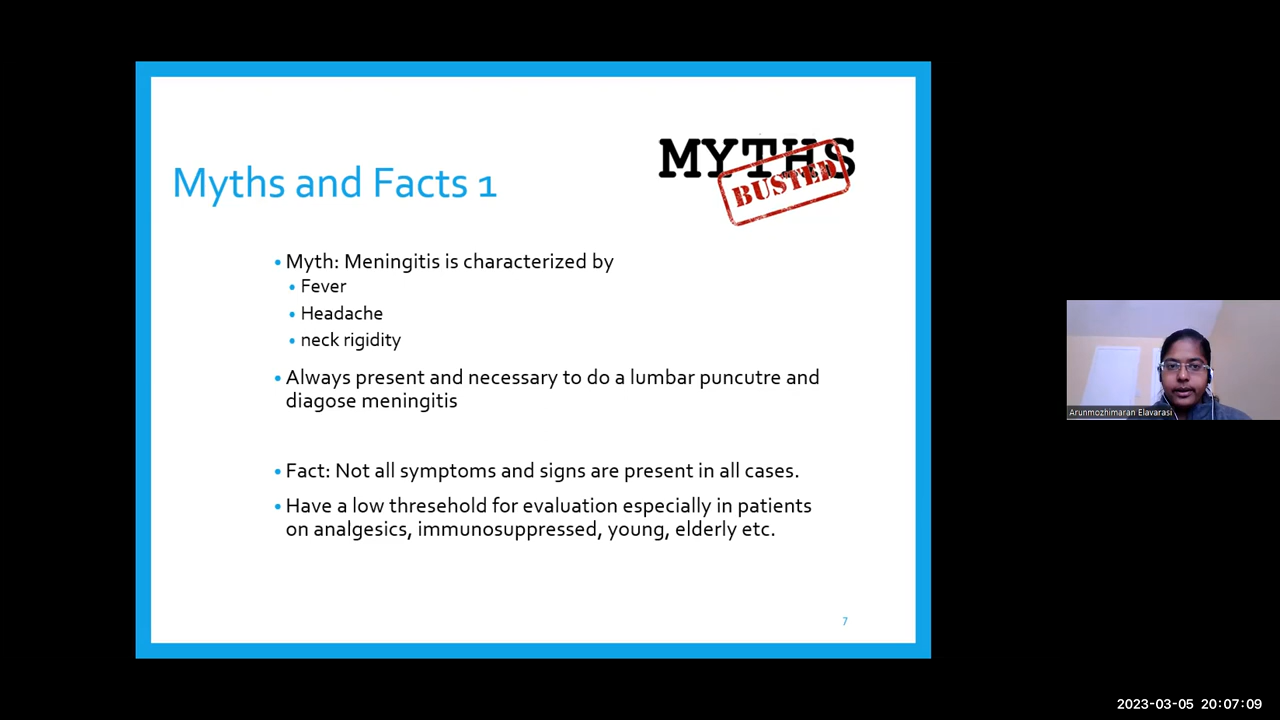 MYTHS
BUSTED
Myths and Facts 1
• Myth: Meningitis is characterized by
• Fever
• Headache
• neck rigidity
• Always present and necessary to do a lumbar puncutre and
diagose meningitis
• Fact: Not all symptoms and signs are present in all cases.
• Have a low thresehold for evaluation especially in patients
on analgesics, immunosuppressed, young, elderly etc.
7
Arunmozhimaran Elavarasi
2023-03-05 20:07:09